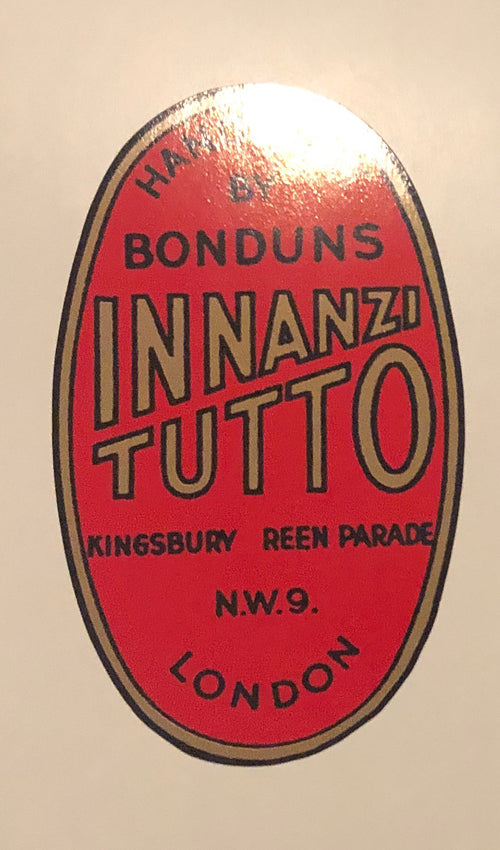 BY
BONDUNS
INNANZI
TUTTO
KINGSBURY REEN PARADE
N.W.9.
LONDON